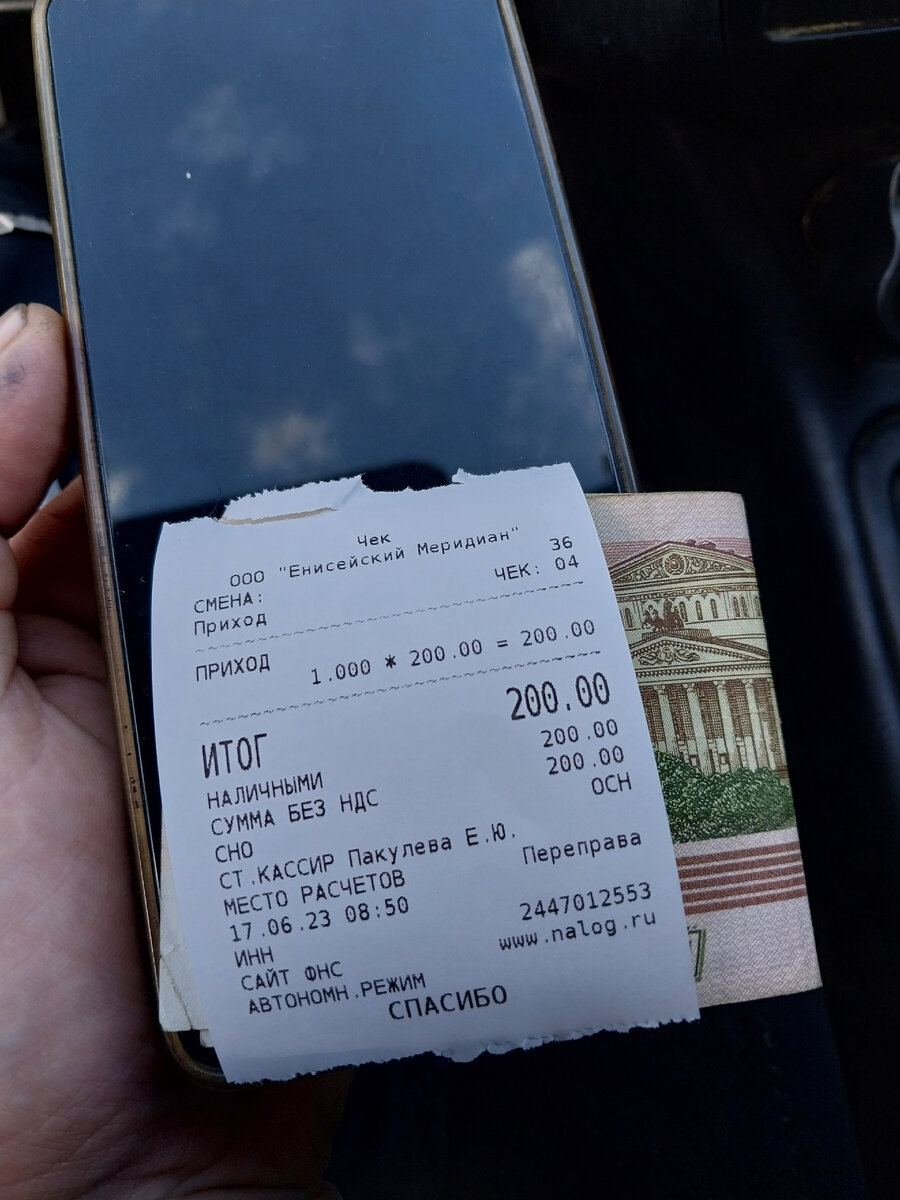 Чек
ООО "Енисейский Меридиан"
СМЕНА: 36
Приход ЧЕК: 04
ПРИХОД
1.000 * 200.00 = 200.00
ИТОГ 200.00
НАЛИЧНЫМИ 200.00
СУММА БЕЗ НДС 200.00
СНО ОСН
СТ.КАССИР Пакулева Е.Ю.
МЕСТО РАСЧЕТОВ Переправа
17.06.23 08:50
ИНН 2447012553
САЙТ ФНС www.nalog.ru
АВТОНОМН.РЕЖИМ
СПАСИБО